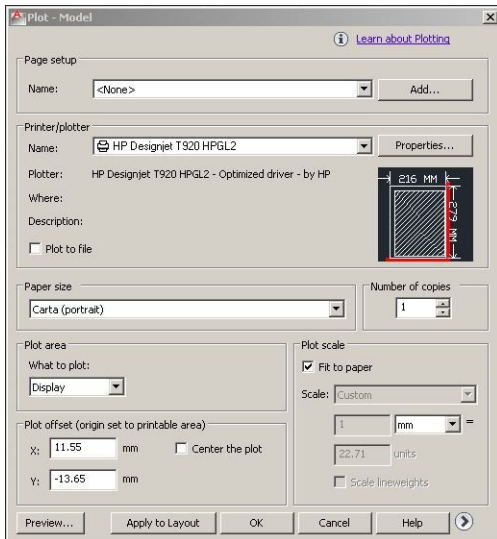 Plot - Model
Learn about Plotting
Page setup
Name: <None> Add...
Printer/plotter
Name: HP Designjet T920 HPGL2 Properties...
Plotter: HP Designjet T920 HPGL2 - Optimized driver - by HP
Where:
Description:
Plot to file
216 MM
279 MM
Paper size
Carta (portrait)
Number of copies
1
Plot area
What to plot:
Display
Plot scale
Fit to paper
Scale: Custom
1 mm =
22.71 units
Scale lineweights
Plot offset (origin set to printable area)
X: 11.55 mm Center the plot
Y: -13.65 mm
Preview... Apply to Layout OK Cancel Help